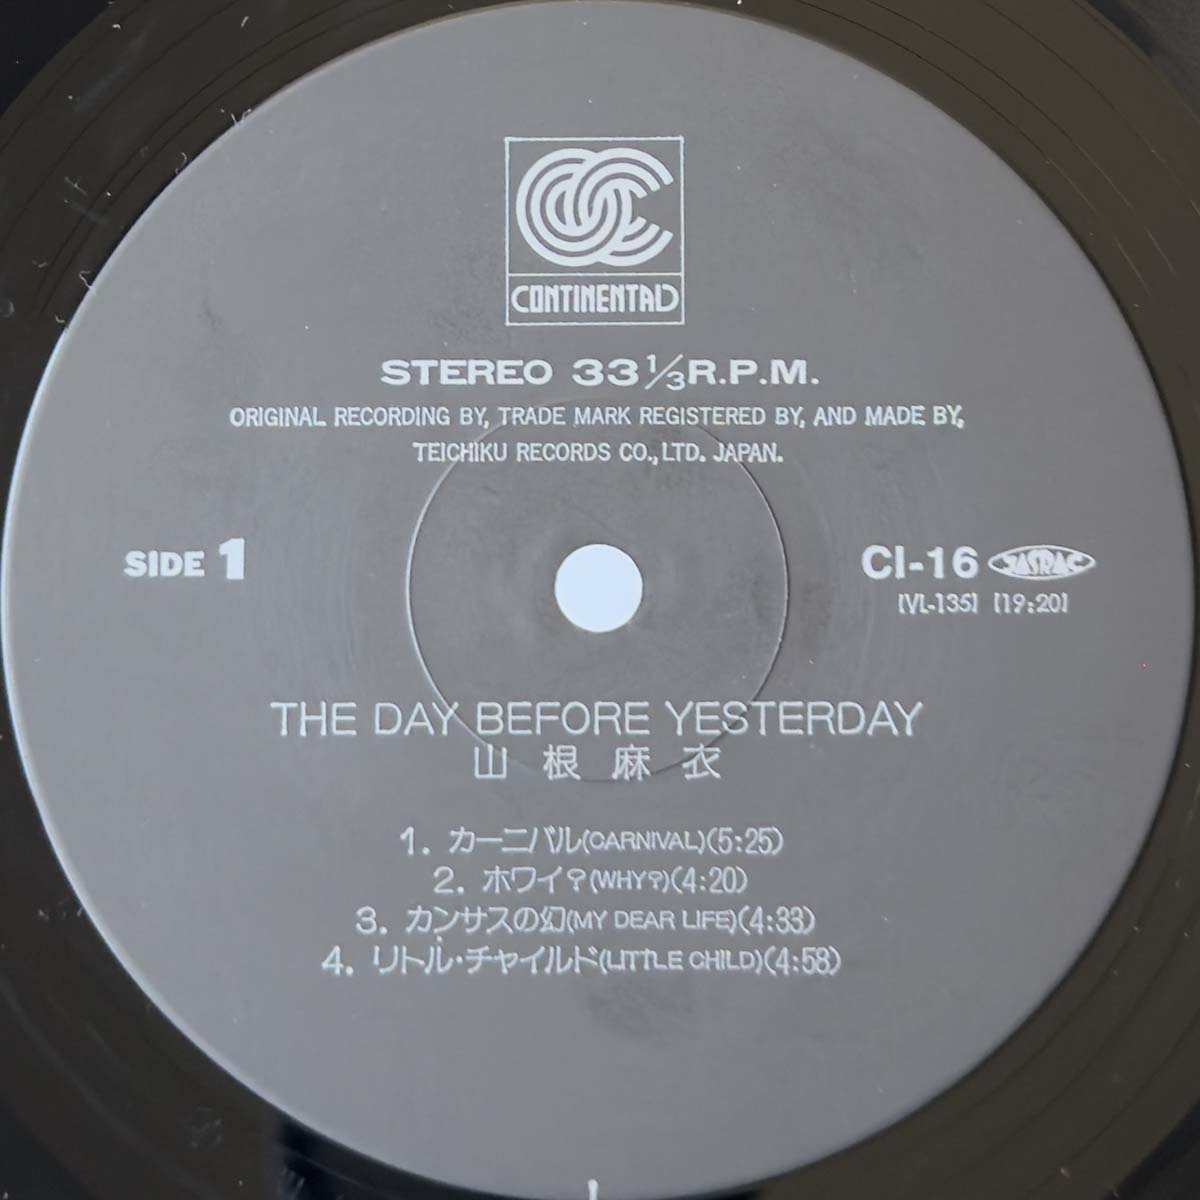 CONTINENTAL
STEREO 33 1/3 R.P.M.
ORIGINAL RECORDING BY, TRADE MARK REGISTERED BY, AND MADE BY,
TEICHIKU RECORDS CO., LTD. JAPAN.
SIDE 1
CI-16 JASRAC
[VL-135] [19:20]
THE DAY BEFORE YESTERDAY
山根麻衣
1. カーニバル(CARNIVAL)(5:25)
2. ホワイ?(WHY?)(4:20)
3. カンサスの幻(MY DEAR LIFE)(4:33)
4. リトル・チャイルド(LITTLE CHILD)(4:58)